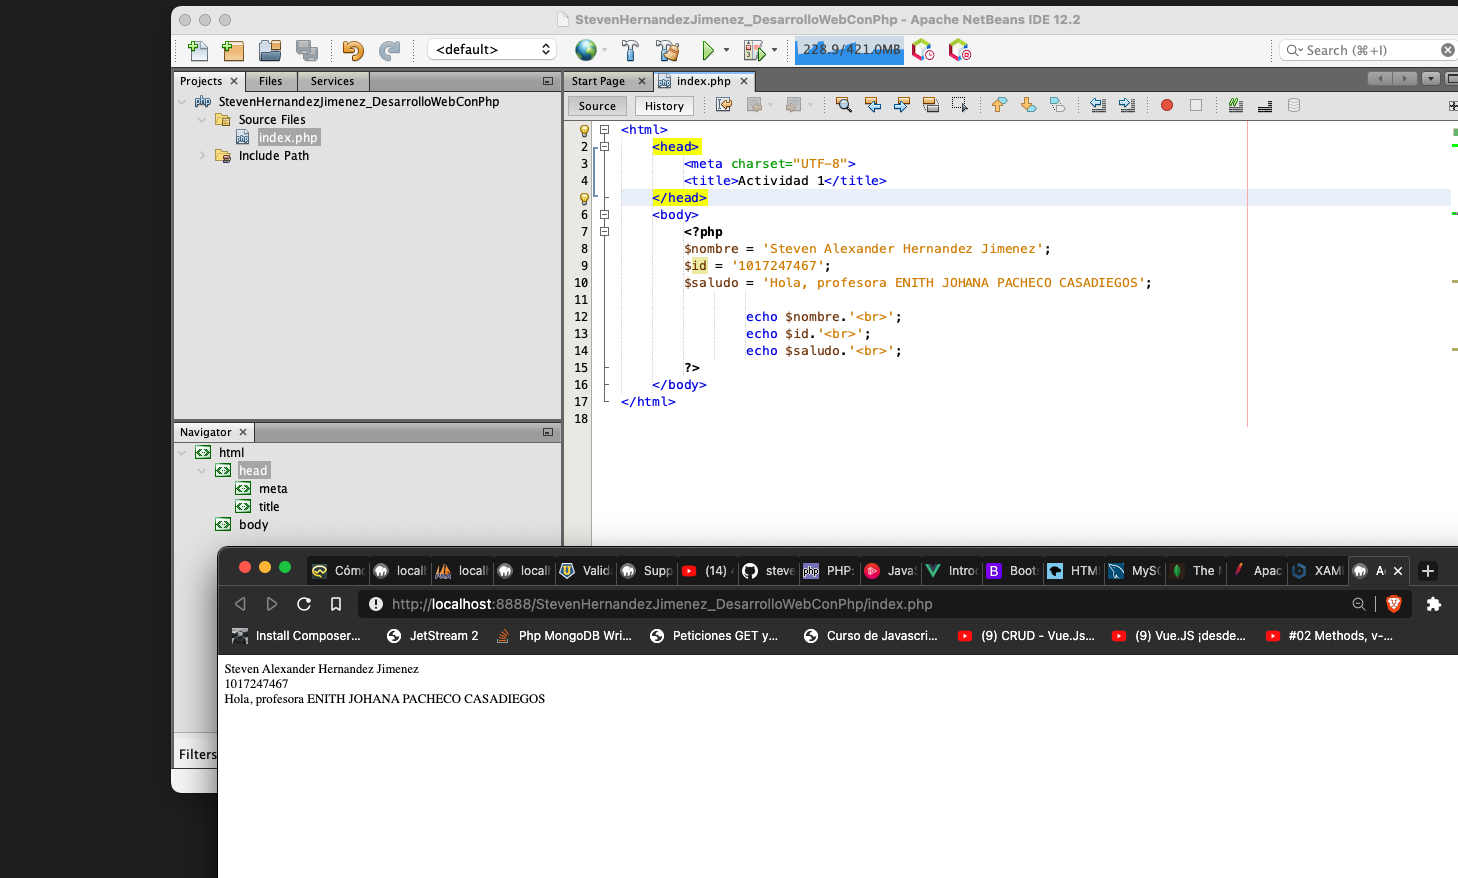 StevenHernandezJimenez_DesarrolloWebConPhp - Apache NetBeans IDE 12.2
<default>
228.9/421.0MB
Search (⌘+I)
Projects
Files
Services
StevenHernandezJimenez_DesarrolloWebConPhp
Source Files
index.php
Include Path
Start Page
index.php
Source
History
<html>
2 <head>
3 <meta charset="UTF-8">
4 <title>Actividad 1</title>
</head>
6 <body>
7 <?php
8 $nombre = 'Steven Alexander Hernandez Jimenez';
9 $id = '1017247467';
10 $saludo = 'Hola, profesora ENITH JOHANA PACHECO CASADIEGOS';
11
12 echo $nombre.'<br>';
13 echo $id.'<br>';
14 echo $saludo.'<br>';
15 ?>
16 </body>
17 </html>
18
Navigator
html
head
meta
title
body
Filters
Cómo
locall
locall
locall
Valid
Supp
(14)
steve
PHP:
Java
Intro
Boot
HTM
MyS
The
Apac
XAM
A
http://localhost:8888/StevenHernandezJimenez_DesarrolloWebConPhp/index.php
Install Composer...
JetStream 2
Php MongoDB Wri...
Peticiones GET y...
Curso de Javascri...
(9) CRUD - Vue.Js...
(9) Vue.JS ¡desde...
#02 Methods, v-...
Steven Alexander Hernandez Jimenez
1017247467
Hola, profesora ENITH JOHANA PACHECO CASADIEGOS